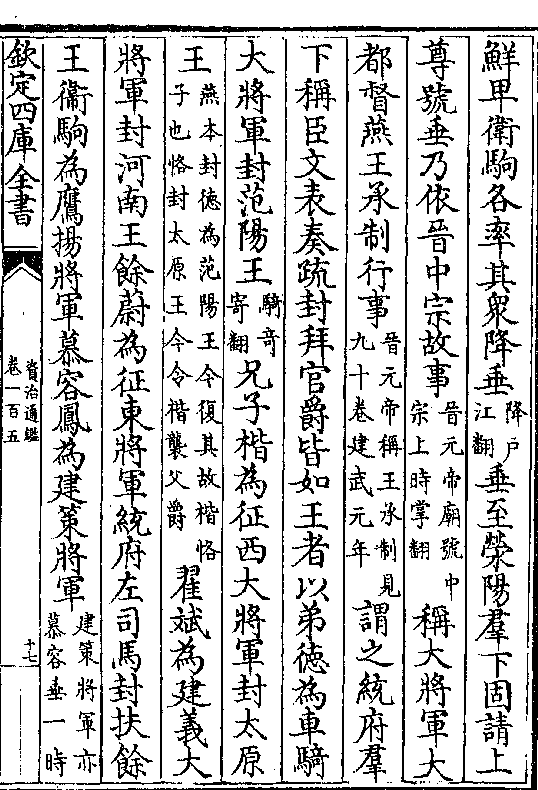 鮮卑衛駒各率其衆降垂降户江翻垂至滎陽羣下固請上
尊號垂乃依晉中宗故事晉元帝廟號中宗上時掌翻稱大將軍大
都督燕王承制行事晉元帝稱王承制見九十卷建武元年謂之統府羣
下稱臣文表奏疏封拜官爵皆如王者以弟徳為車騎
大將軍封范陽王騎奇寄翻兄子楷為征西大將軍封太原
王燕本封徳為范陽王今復其故楷恪子也恪封太原王今令楷襲父爵翟斌為建義大
將軍封河南王餘蔚為征東將軍統府左司馬封扶餘
王衞駒為鷹揚將軍慕容鳳為建策將軍建策將軍亦慕容垂一時
欽定四庫全書
資治通鑑
卷一百五
十七